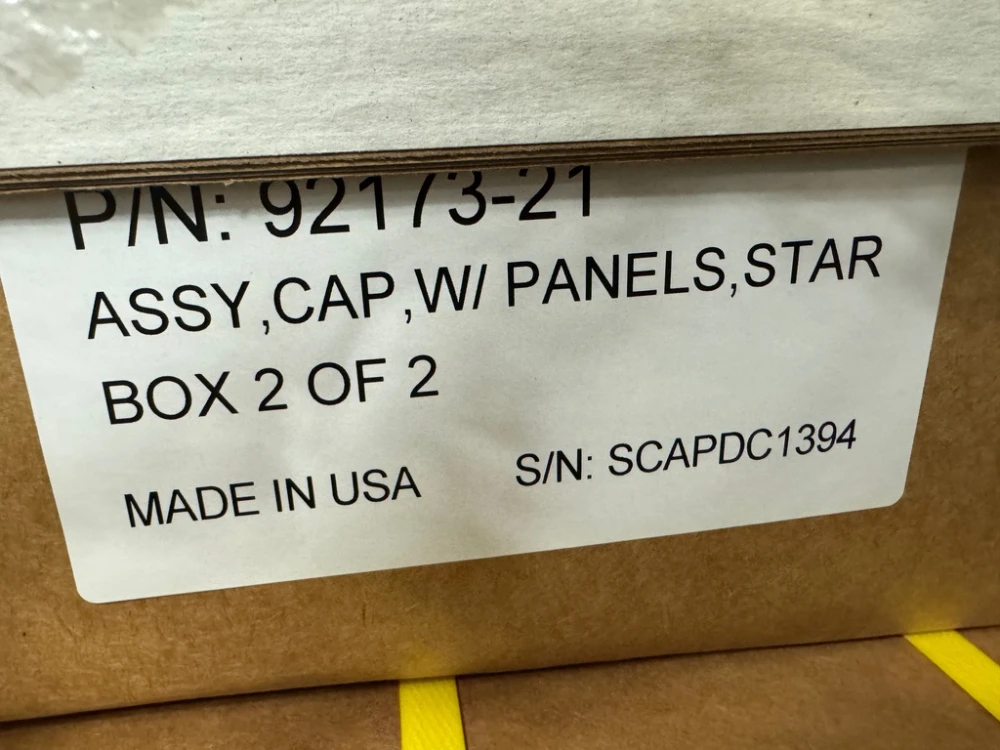 P/N: 92173-21
ASSY,CAP,W/ PANELS,STAR
BOX 2 OF 2
MADE IN USA S/N: SCAPDC1394